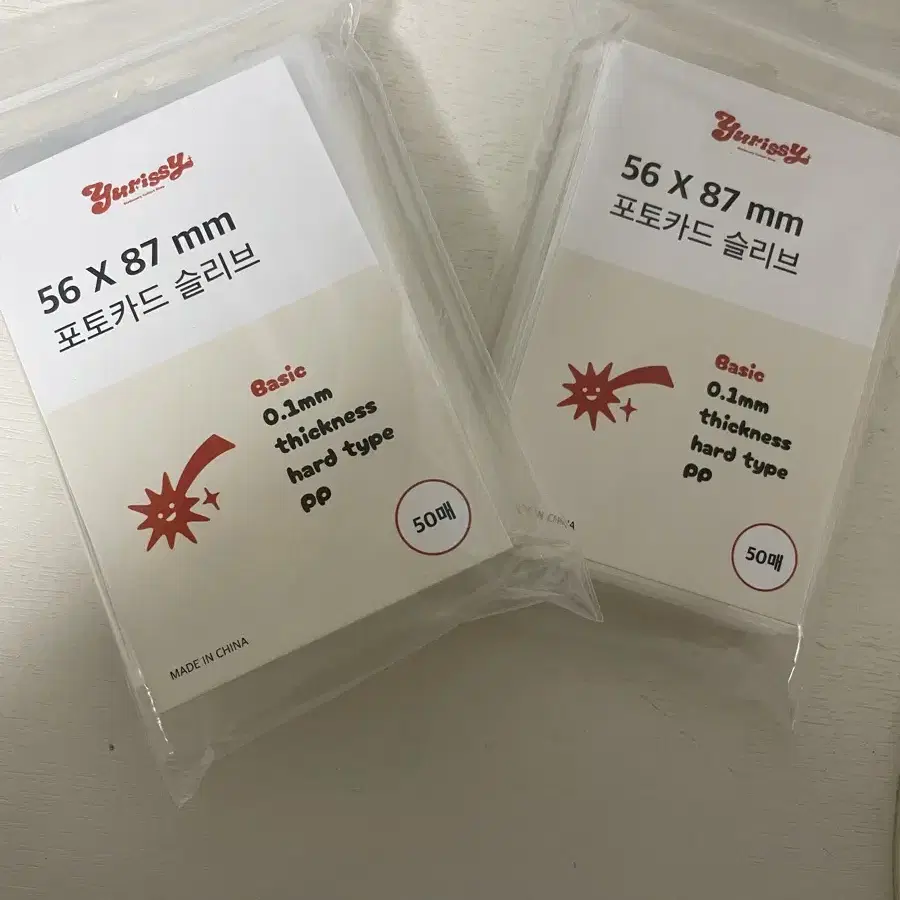 yurissy
56 X 87 mm
포토카드 슬리브
Basic
0.1mm
thickness
hard type
pp
50매
MADE IN CHINA
yurissy
56 X 87 mm
포토카드 슬리브
Basic
0.1mm
thickness
hard type
pp
50매
IN CHINA